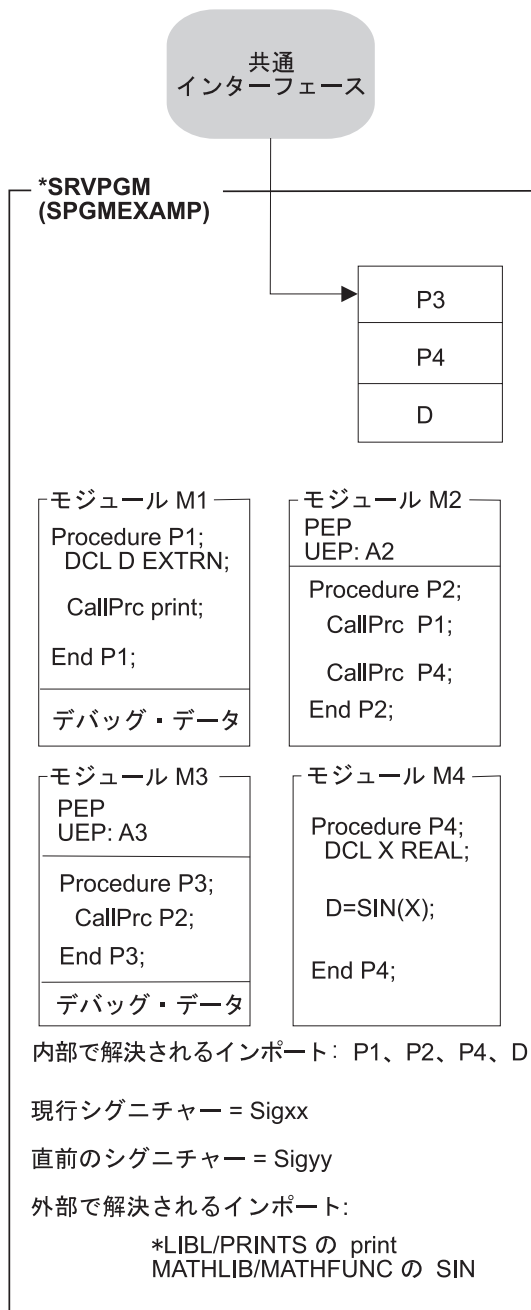 共通
インターフェース
*SRVPGM
(SPGMEXAMP)
P3
P4
D
モジュール M1
Procedure P1;
DCL D EXTRN;
CallPrc print;
End P1;
デバッグ・データ
モジュール M2
PEP
UEP: A2
Procedure P2;
CallPrc P1;
CallPrc P4;
End P2;
モジュール M3
PEP
UEP: A3
Procedure P3;
CallPrc P2;
End P3;
デバッグ・データ
モジュール M4
Procedure P4;
DCL X REAL;
D=SIN(X);
End P4;
内部で解決されるインポート: P1、P2、P4、D
現行シグニチャー = Sigxx
直前のシグニチャー = Sigyy
外部で解決されるインポート:
*LIBL/PRINTS の print
MATHLIB/MATHFUNC の SIN